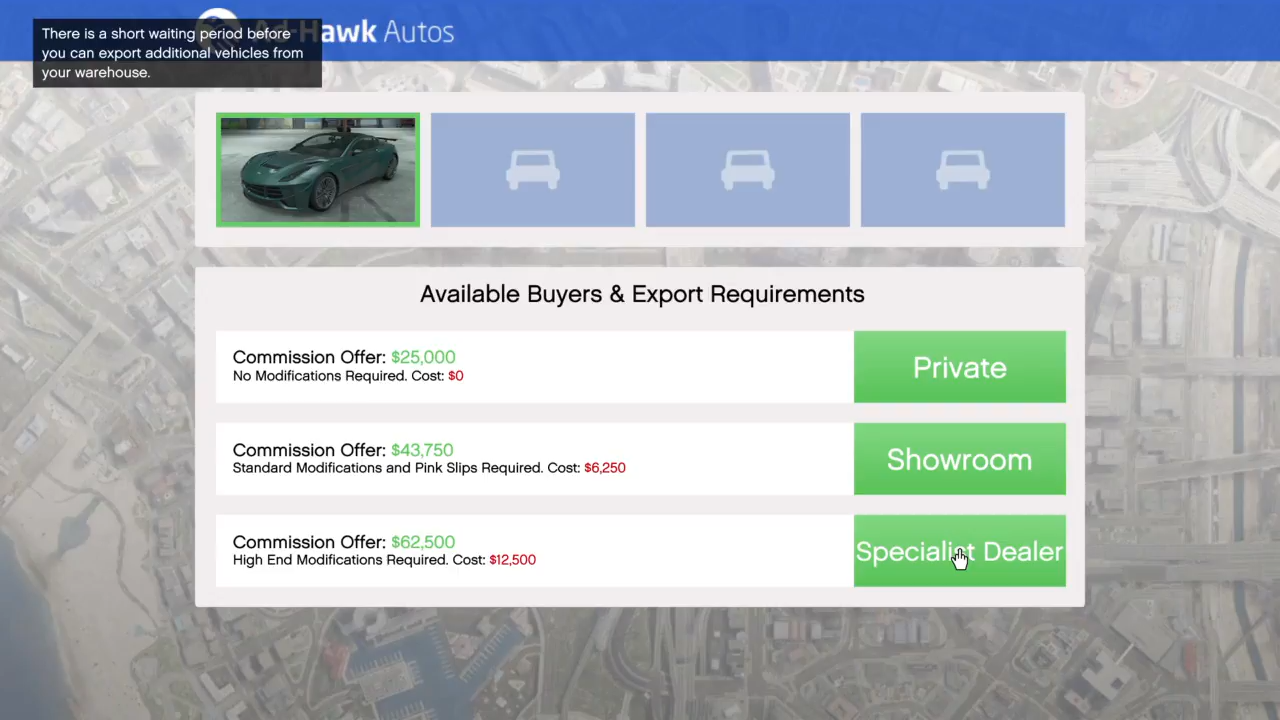 There is a short waiting period before
you can export additional vehicles from
your warehouse.
Hawk Autos
Available Buyers & Export Requirements
Commission Offer: $25,000
No Modifications Required. Cost: $0
Private
Commission Offer: $43,750
Standard Modifications and Pink Slips Required. Cost: $6,250
Showroom
Commission Offer: $62,500
High End Modifications Required. Cost: $12,500
Specialist Dealer